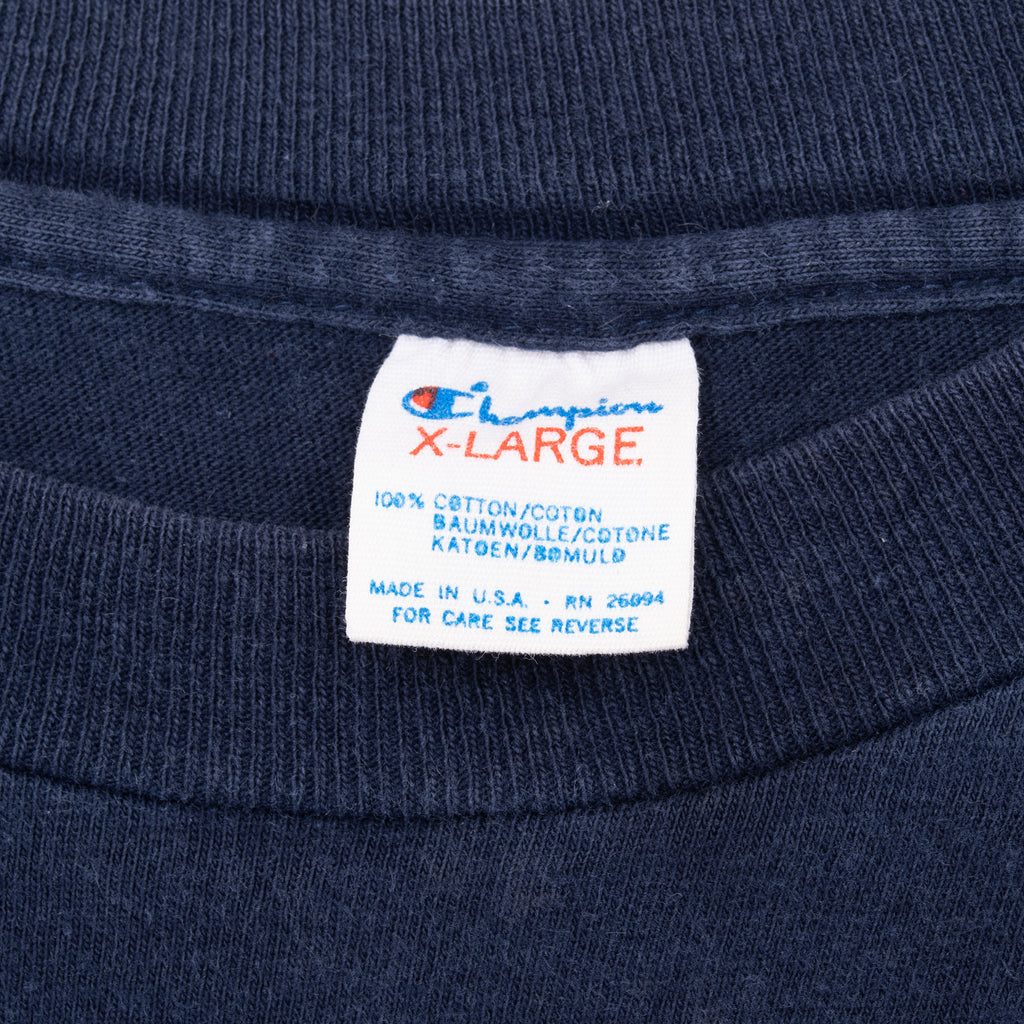 Champion
X-LARGE.
100% COTTON/COTON
BAUMWOLLE/COTONE
KATOEN/BOMULD
MADE IN U.S.A. · RN 26094
FOR CARE SEE REVERSE